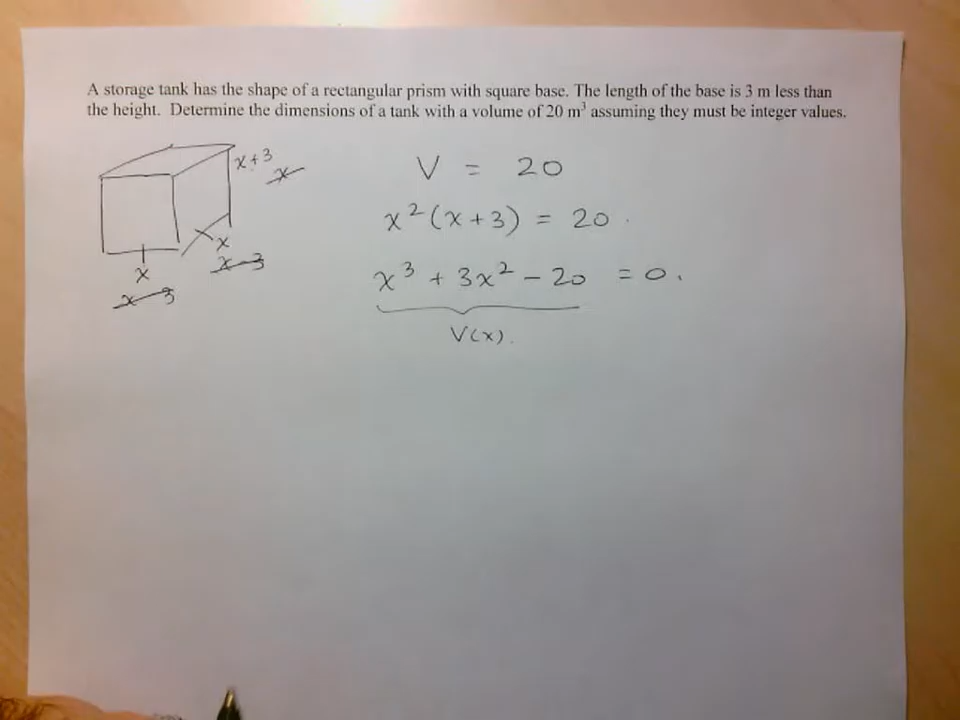 A storage tank has the shape of a rectangular prism with square base. The length of the base is 3 m less than
the height. Determine the dimensions of a tank with a volume of 20 m³ assuming they must be integer values.
x+3
x
x
x-3
x
x-3
V = 20
x²(x+3) = 20.
x³ + 3x² - 20 = 0.
V(x).